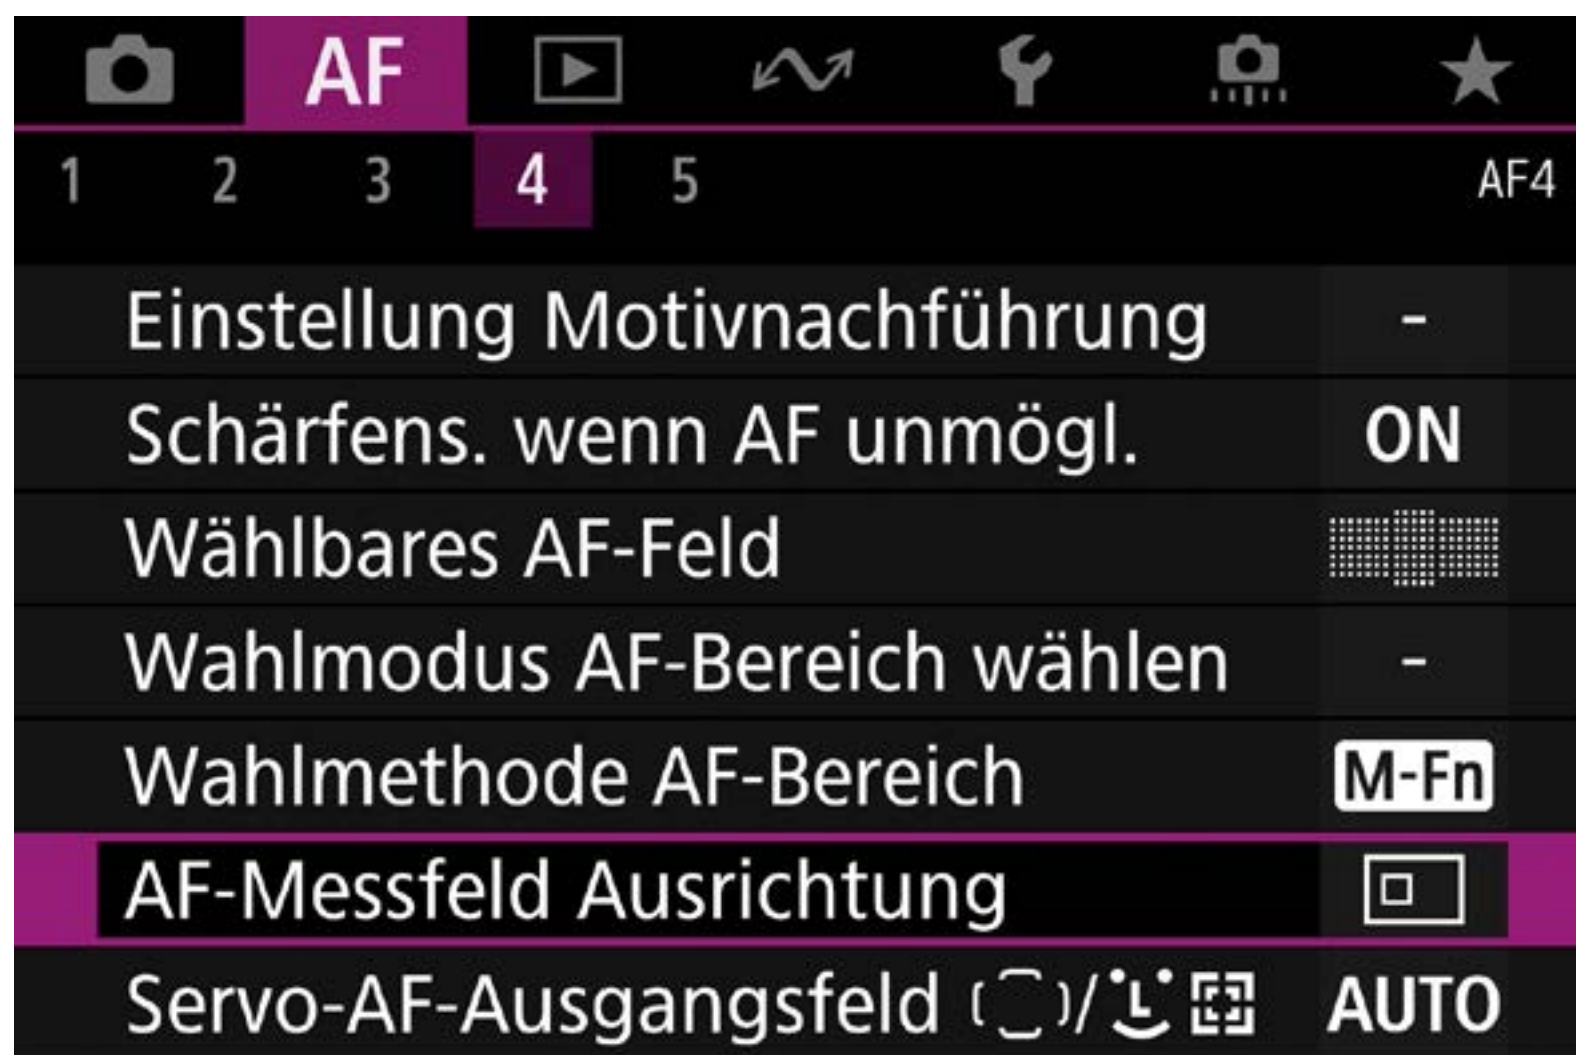 AF
1 2 3 4 5 AF4
Einstellung Motivnachführung -
Schärfens. wenn AF unmögl. ON
Wählbares AF-Feld
Wahlmodus AF-Bereich wählen -
Wahlmethode AF-Bereich M-Fn
AF-Messfeld Ausrichtung
Servo-AF-Ausgangsfeld AUTO